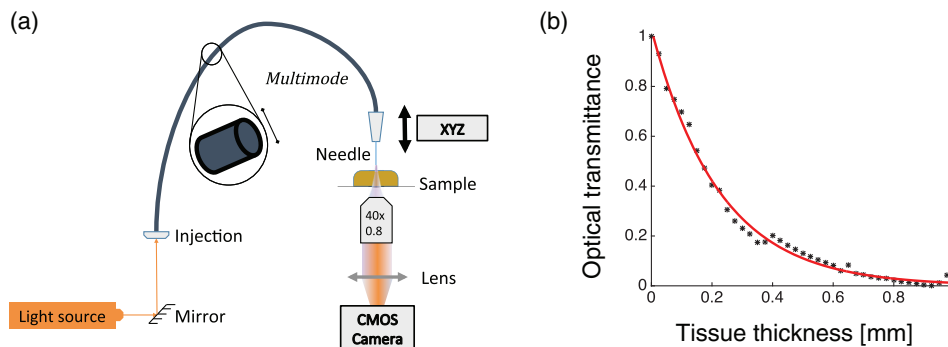 (a)
Multimode
XYZ
Needle
Sample
40x
0.8
Injection
Lens
Light source
Mirror
CMOS
Camera
(b)
Optical transmittance
1
0.8
0.6
0.4
0.2
0
0
0.2
0.4
0.6
0.8
Tissue thickness [mm]